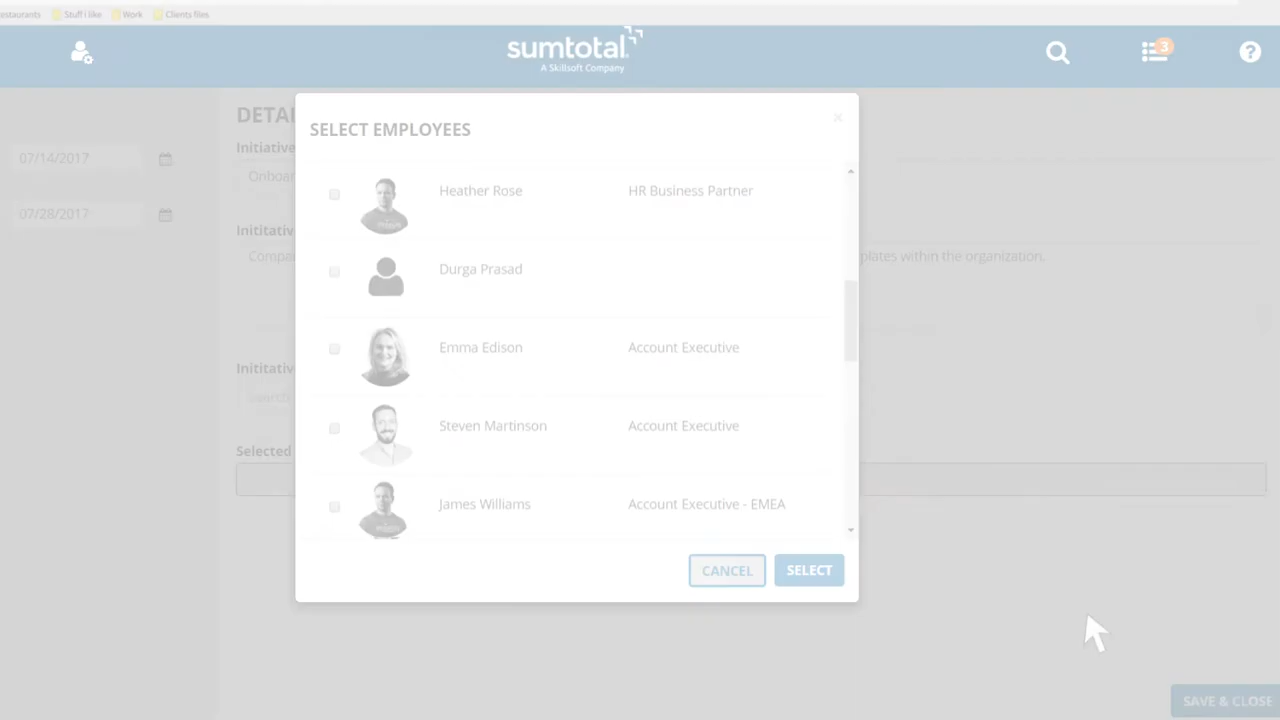 estaurants Stuff i like Work Clients files
sumtotal
A Skillsoft Company
3
?
DETAI
SELECT EMPLOYEES
×
Initiative
07/14/2017
Onboar
Heather Rose HR Business Partner
07/28/2017
Inititativ
Compa
plates within the organization.
Durga Prasad
Emma Edison Account Executive
Inititativ
Search
Steven Martinson Account Executive
Selected
James Williams Account Executive - EMEA
CANCEL SELECT
SAVE & CLOSE